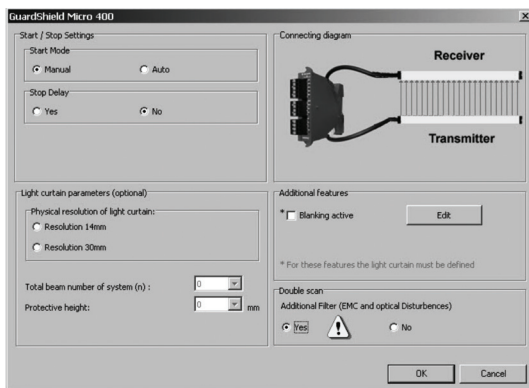 GuardShield Micro 400
Start / Stop Settings
Start Mode
Manual
Auto
Stop Delay
Yes
No
Connecting diagram
Receiver
Transmitter
Light curtain parameters (optional)
Physical resolution of light curtain:
Resolution 14mm
Resolution 30mm
Total beam number of system (n) :
0
Protective height:
0
mm
Additional features
* Blanking active
Edit
* For these features the light curtain must be defined
Double scan
Additional Filter (EMC and optical Disturbences)
Yes
No
OK
Cancel